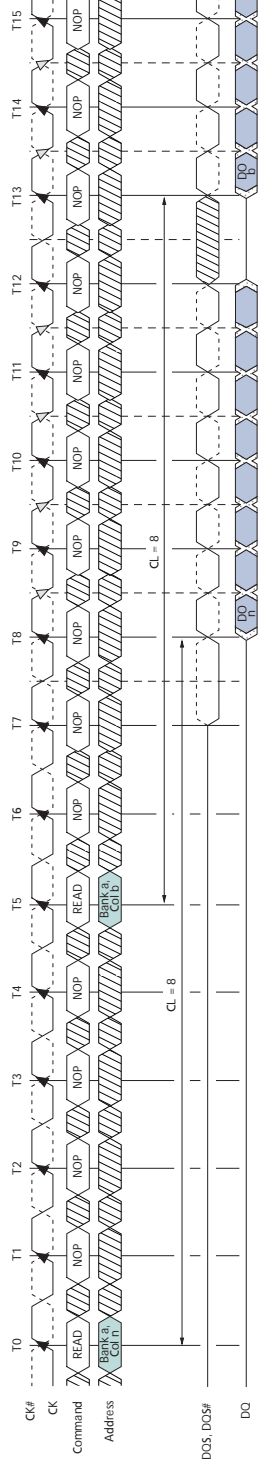 T0 T1 T2 T3 T4 T5 T6 T7 T8 T9 T10 T11 T12 T13 T14 T15
CK#
CK
Command READ NOP NOP NOP NOP READ NOP NOP NOP NOP NOP NOP NOP NOP NOP NOP
Address Bank a, Col n Bank a, Col b
CL = 8
CL = 8
DQS, DQS#
DQ DO n DO b